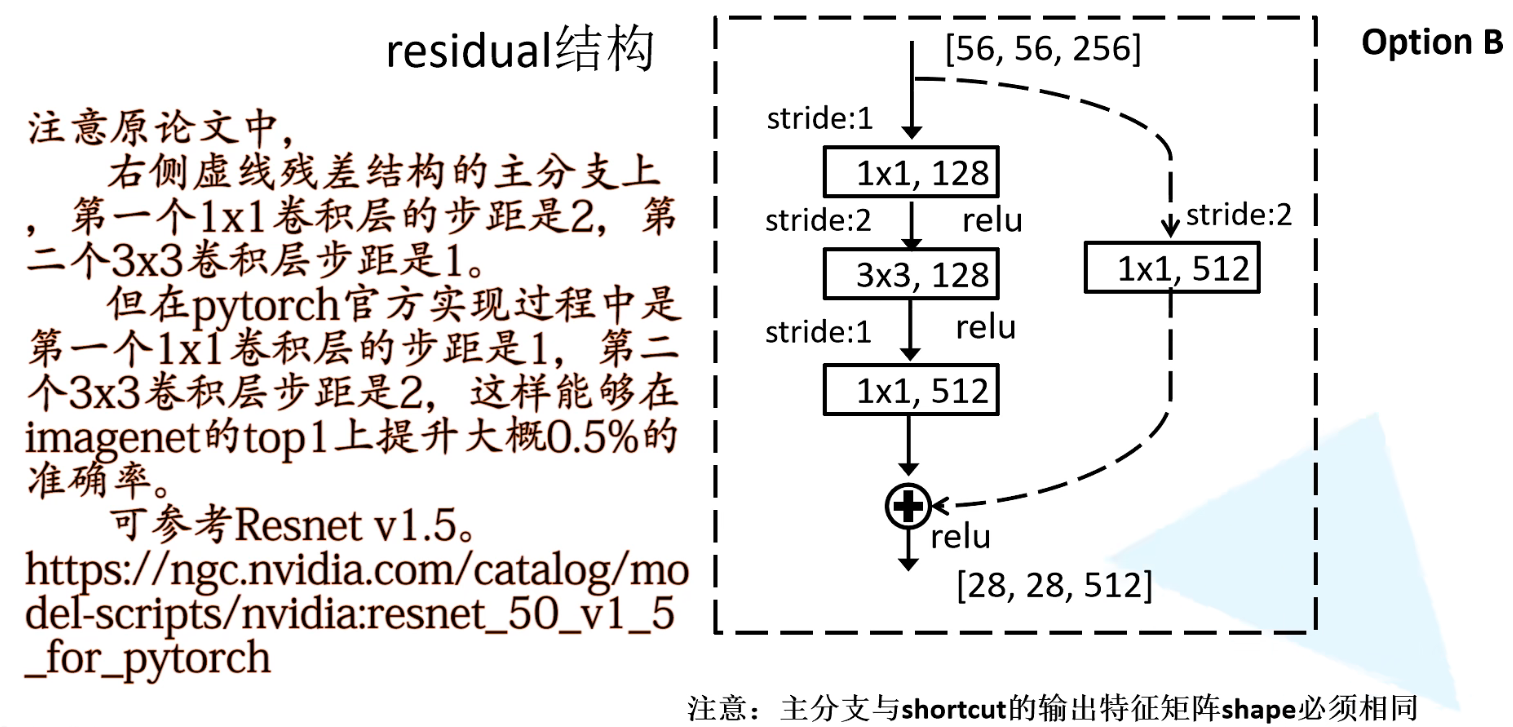 residual结构
Option B
注意原论文中，
右侧虚线残差结构的主分支上
，第一个1x1卷积层的步距是2，第
二个3x3卷积层步距是1。
但在pytorch官方实现过程中是
第一个1x1卷积层的步距是1，第二
个3x3卷积层步距是2，这样能够在
imagenet的top1上提升大概0.5%的
准确率。
可参考Resnet v1.5。
https://ngc.nvidia.com/catalog/mo
del-scripts/nvidia:resnet_50_v1_5
_for_pytorch
[56, 56, 256]
stride:1
1x1, 128
stride:2
relu
3x3, 128
stride:1
relu
1x1, 512
stride:2
1x1, 512
relu
[28, 28, 512]
注意：主分支与shortcut的输出特征矩阵shape必须相同